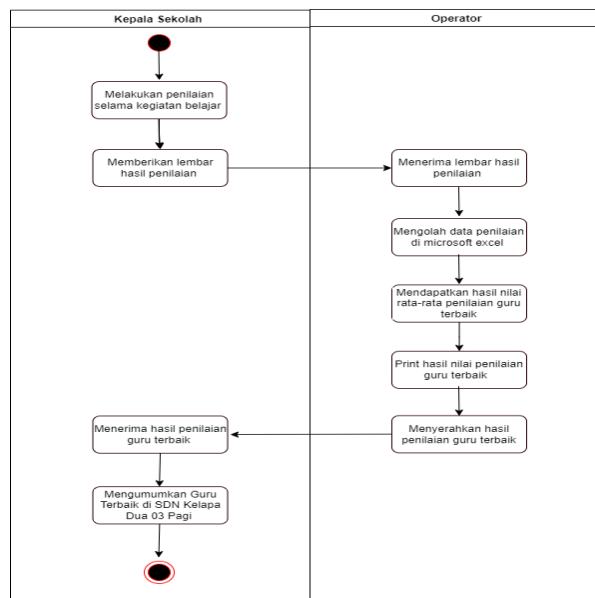 Kepala Sekolah
Operator
Melakukan penilaian
selama kegiatan belajar
Memberikan lembar
hasil penilaian
Menerima lembar hasil
penilaian
Mengolah data penilaian
di microsoft excel
Mendapatkan hasil nilai
rata-rata penilaian guru
terbaik
Print hasil nilai penilaian
guru terbaik
Menyerahkan hasil
penilaian guru terbaik
Menerima hasil penilaian
guru terbaik
Mengumumkan Guru
Terbaik di SDN Kelapa
Dua 03 Pagi